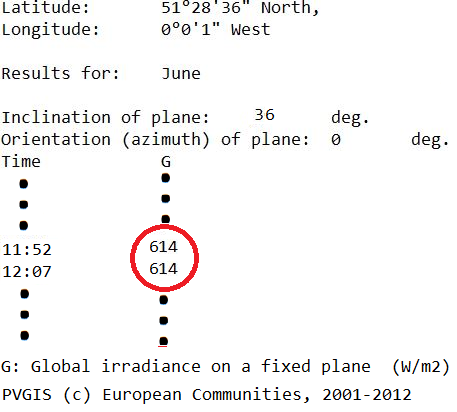 Latitude: 51°28'36" North,
Longitude: 0°0'1" West
Results for: June
Inclination of plane: 36 deg.
Orientation (azimuth) of plane: 0 deg.
Time G
11:52 614
12:07 614
G: Global irradiance on a fixed plane (W/m2)
PVGIS (c) European Communities, 2001-2012